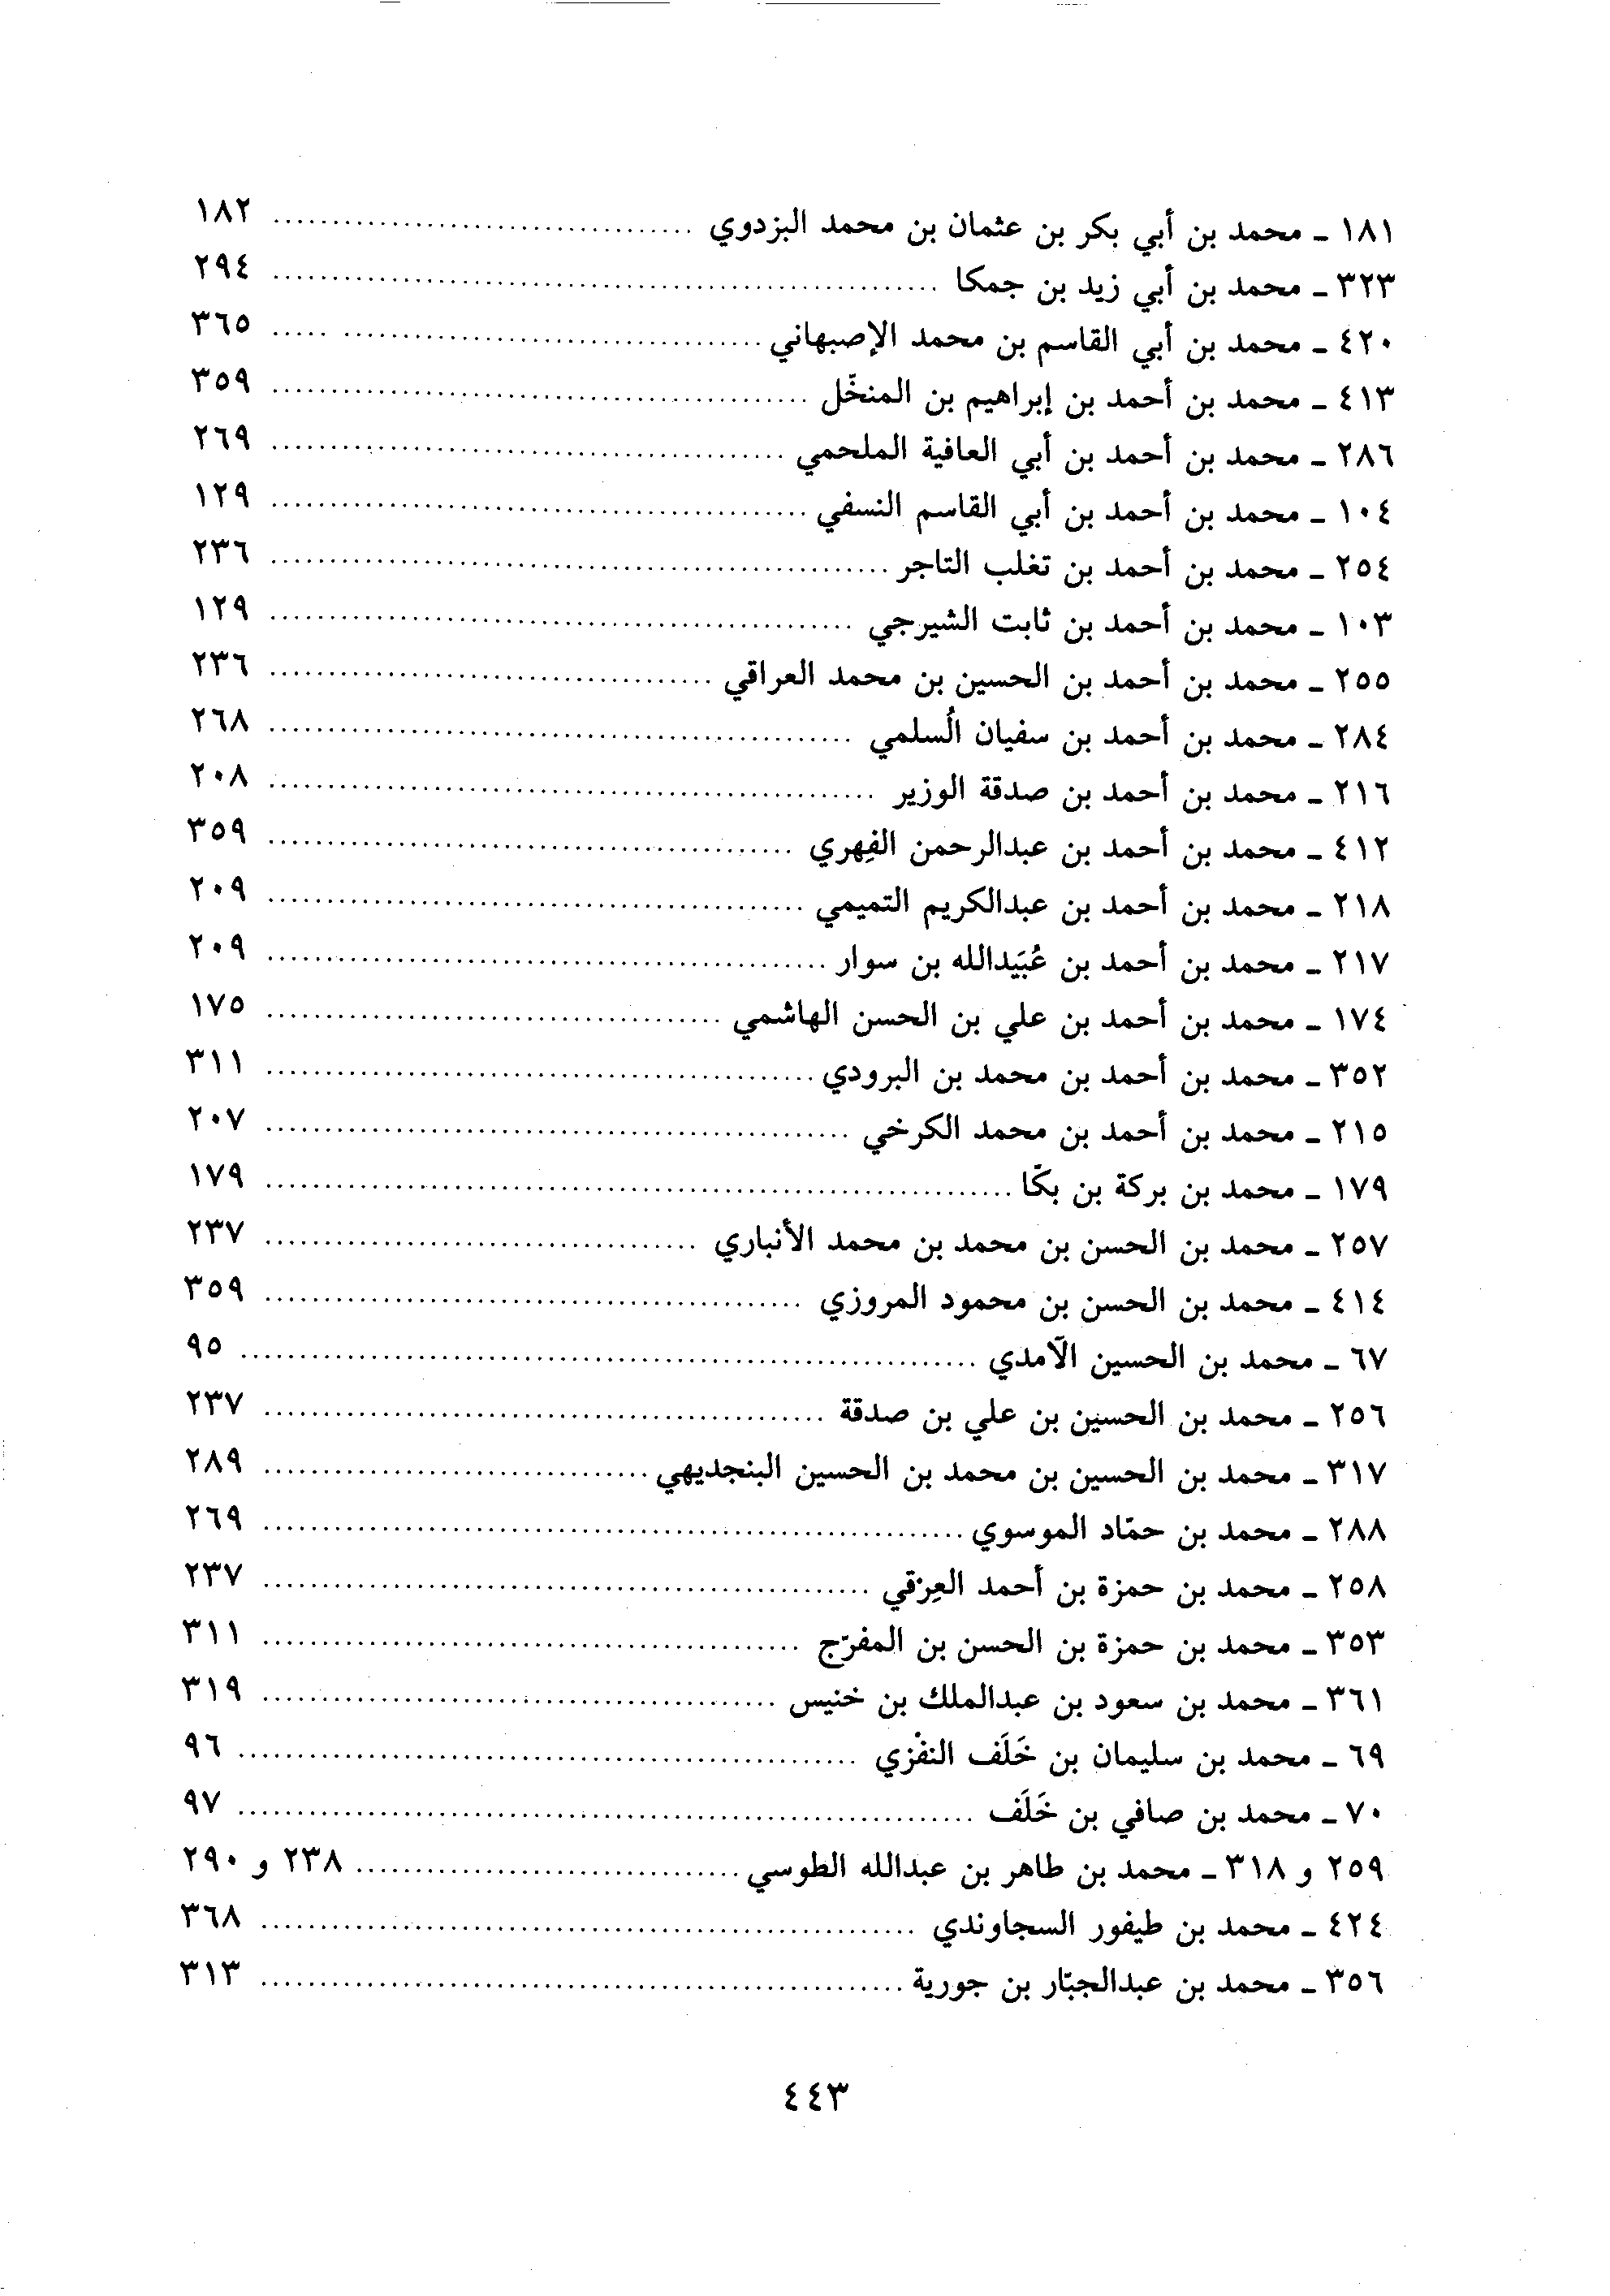 ١٨١ ـ محمد بن أبي بكر بن عثمان بن محمد البزدوي ........ ١٨٢
٣٢٣ ـ محمد بن أبي زيد بن جمكا ........ ٢٩٤
٤٢٠ ـ محمد بن أبي القاسم بن محمد الإصبهاني ........ ٣٦٥
٤١٣ ـ محمد بن أحمد بن إبراهيم بن المنخّل ........ ٣٥٩
٢٨٦ ـ محمد بن أحمد بن أبي العافية الملحمي ........ ٢٦٩
١٠٤ ـ محمد بن أحمد بن أبي القاسم النسفي ........ ١٢٩
٢٥٤ ـ محمد بن أحمد بن تغلب التاجر ........ ٢٣٦
١٠٣ ـ محمد بن أحمد بن ثابت الشيرجي ........ ١٢٩
٢٥٥ ـ محمد بن أحمد بن الحسين بن محمد العراقي ........ ٢٣٦
٢٨٤ ـ محمد بن أحمد بن سفيان الُسلمي ........ ٢٦٨
٢١٦ ـ محمد بن أحمد بن صدقة الوزير ........ ٢٠٨
٤١٢ ـ محمد بن أحمد بن عبدالرحمن الفِهري ........ ٣٥٩
٢١٨ ـ محمد بن أحمد بن عبدالكريم التميمي ........ ٢٠٩
٢١٧ ـ محمد بن أحمد بن عُبَيدالله بن سوار ........ ٢٠٩
١٧٤ ـ محمد بن أحمد بن علي بن الحسن الهاشمي ........ ١٧٥
٣٥٢ ـ محمد بن أحمد بن محمد بن البرودي ........ ٣١١
٢١٥ ـ محمد بن أحمد بن محمد الكرخي ........ ٢٠٧
١٧٩ ـ محمد بن بركة بن بكّا ........ ١٧٩
٢٥٧ ـ محمد بن الحسن بن محمد بن محمد الأنباري ........ ٢٣٧
٤١٤ ـ محمد بن الحسن بن محمود المروزي ........ ٣٥٩
٦٧ ـ محمد بن الحسين الآمدي ........ ٩٥
٢٥٦ ـ محمد بن الحسين بن علي بن صدقة ........ ٢٣٧
٣١٧ ـ محمد بن الحسين بن محمد بن الحسين البنجديهي ........ ٢٨٩
٢٨٨ ـ محمد بن حمّاد الموسوي ........ ٢٦٩
٢٥٨ ـ محمد بن حمزة بن أحمد العِرْقي ........ ٢٣٧
٣٥٣ ـ محمد بن حمزة بن الحسن بن المفرّج ........ ٣١١
٣٦١ ـ محمد بن سعود بن عبدالملك بن خنيس ........ ٣١٩
٦٩ ـ محمد بن سليمان بن خَلَف النفْزي ........ ٩٦
٧٠ ـ محمد بن صافي بن خَلَف ........ ٩٧
٢٥٩ و ٣١٨ ـ محمد بن طاهر بن عبدالله الطوسي ........ ٢٣٨ و ٢٩٠
٤٢٤ ـ محمد بن طيفور السجاوندي ........ ٣٦٨
٣٥٦ ـ محمد بن عبدالجبّار بن جورية ........ ٣١٣
٤٤٣